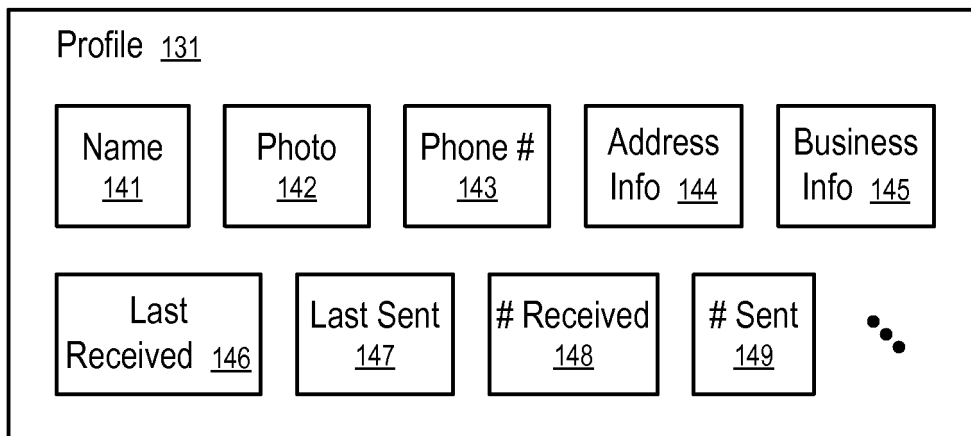 Profile 131
Name
141
Photo
142
Phone #
143
Address
Info 144
Business
Info 145
Last
Received 146
Last Sent
147
# Received
148
# Sent
149